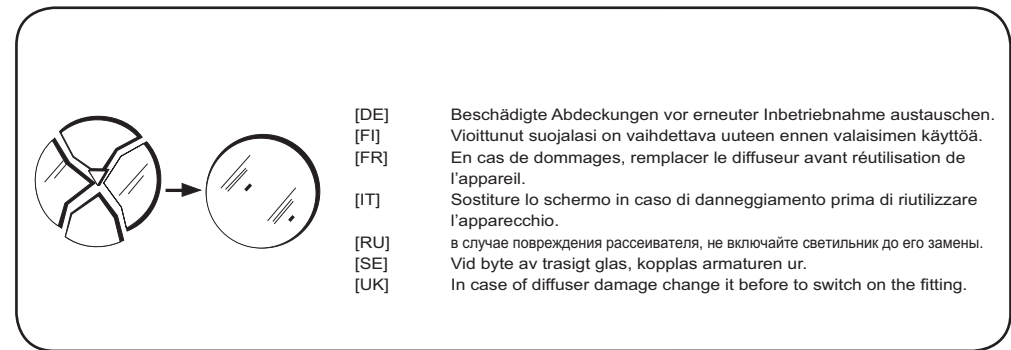 [DE] Beschädigte Abdeckungen vor erneuter Inbetriebnahme austauschen.
[FI] Vioittunut suojalasi on vaihdettava uuteen ennen valaisimen käyttöä.
[FR] En cas de dommages, remplacer le diffuseur avant réutilisation de
l'appareil.
[IT] Sostiture lo schermo in caso di danneggiamento prima di riutilizzare
l'apparecchio.
[RU] в случае повреждения рассеивателя, не включайте светильник до его замены.
[SE] Vid byte av trasigt glas, kopplas armaturen ur.
[UK] In case of diffuser damage change it before to switch on the fitting.